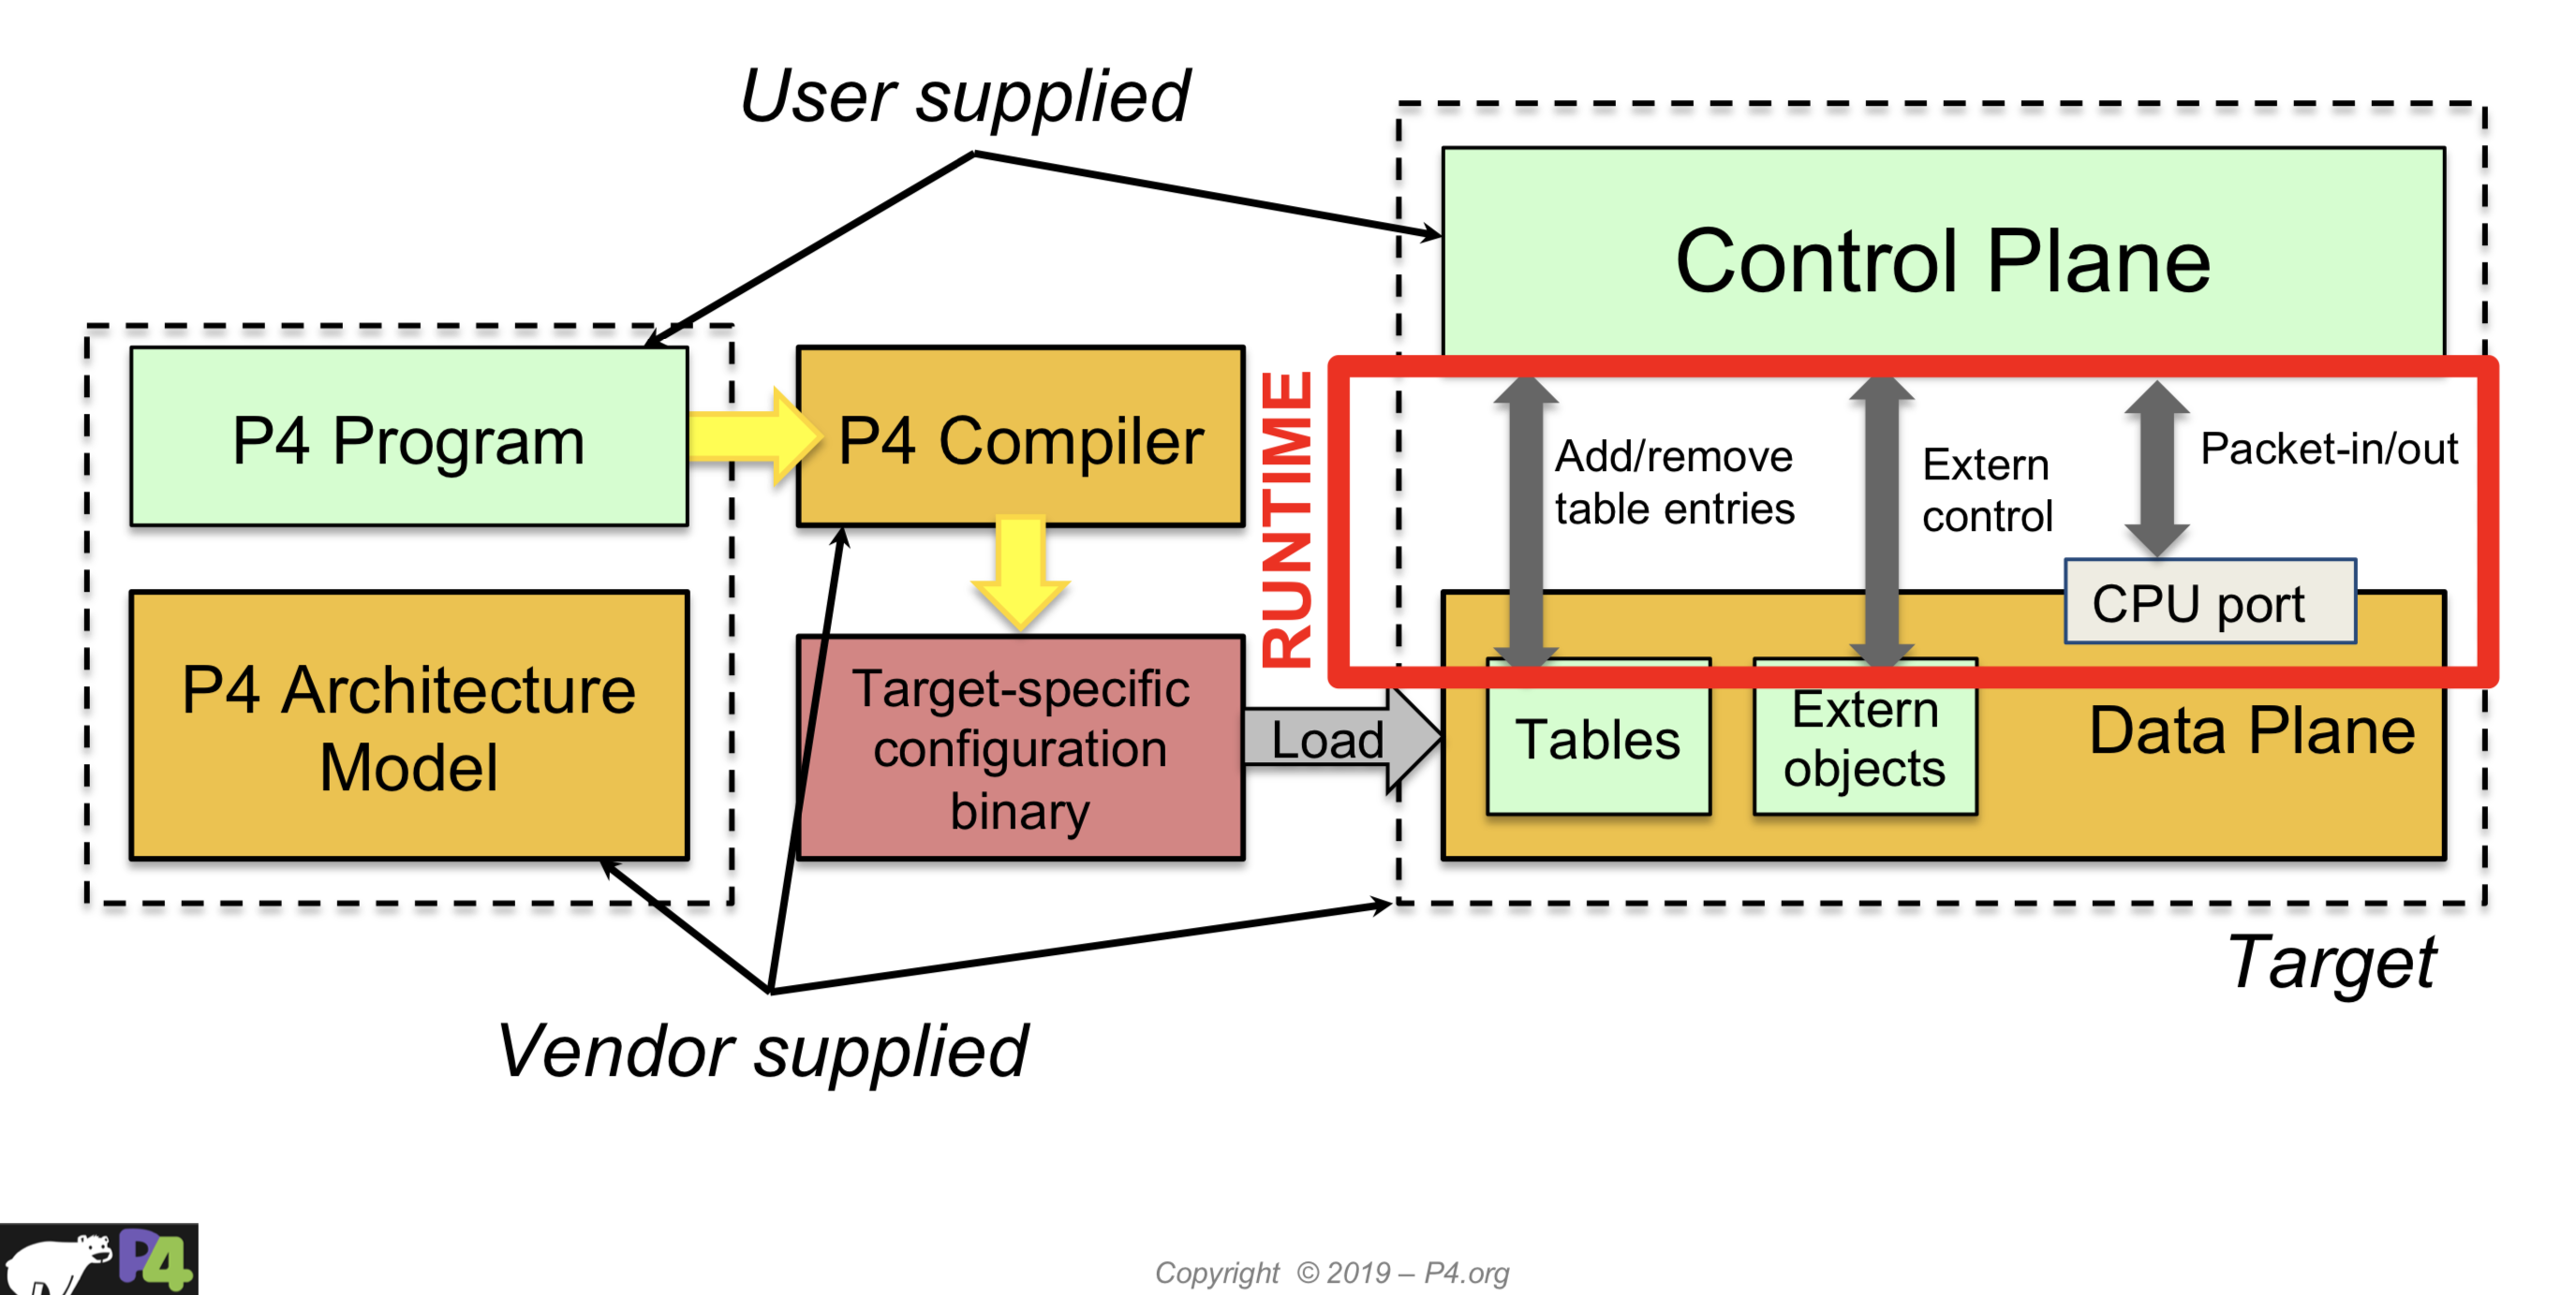 User supplied
Control Plane
P4 Program
P4 Compiler
RUNTIME
Add/remove
table entries
Extern
control
Packet-in/out
CPU port
P4 Architecture
Model
Target-specific
configuration
binary
Load
Tables
Extern
objects
Data Plane
Target
Vendor supplied
P4
Copyright © 2019 – P4.org